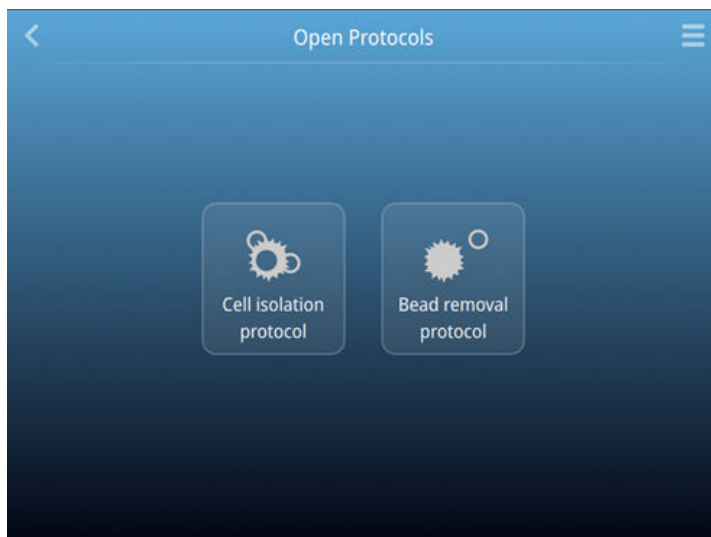 Open Protocols
Cell isolation
protocol
Bead removal
protocol